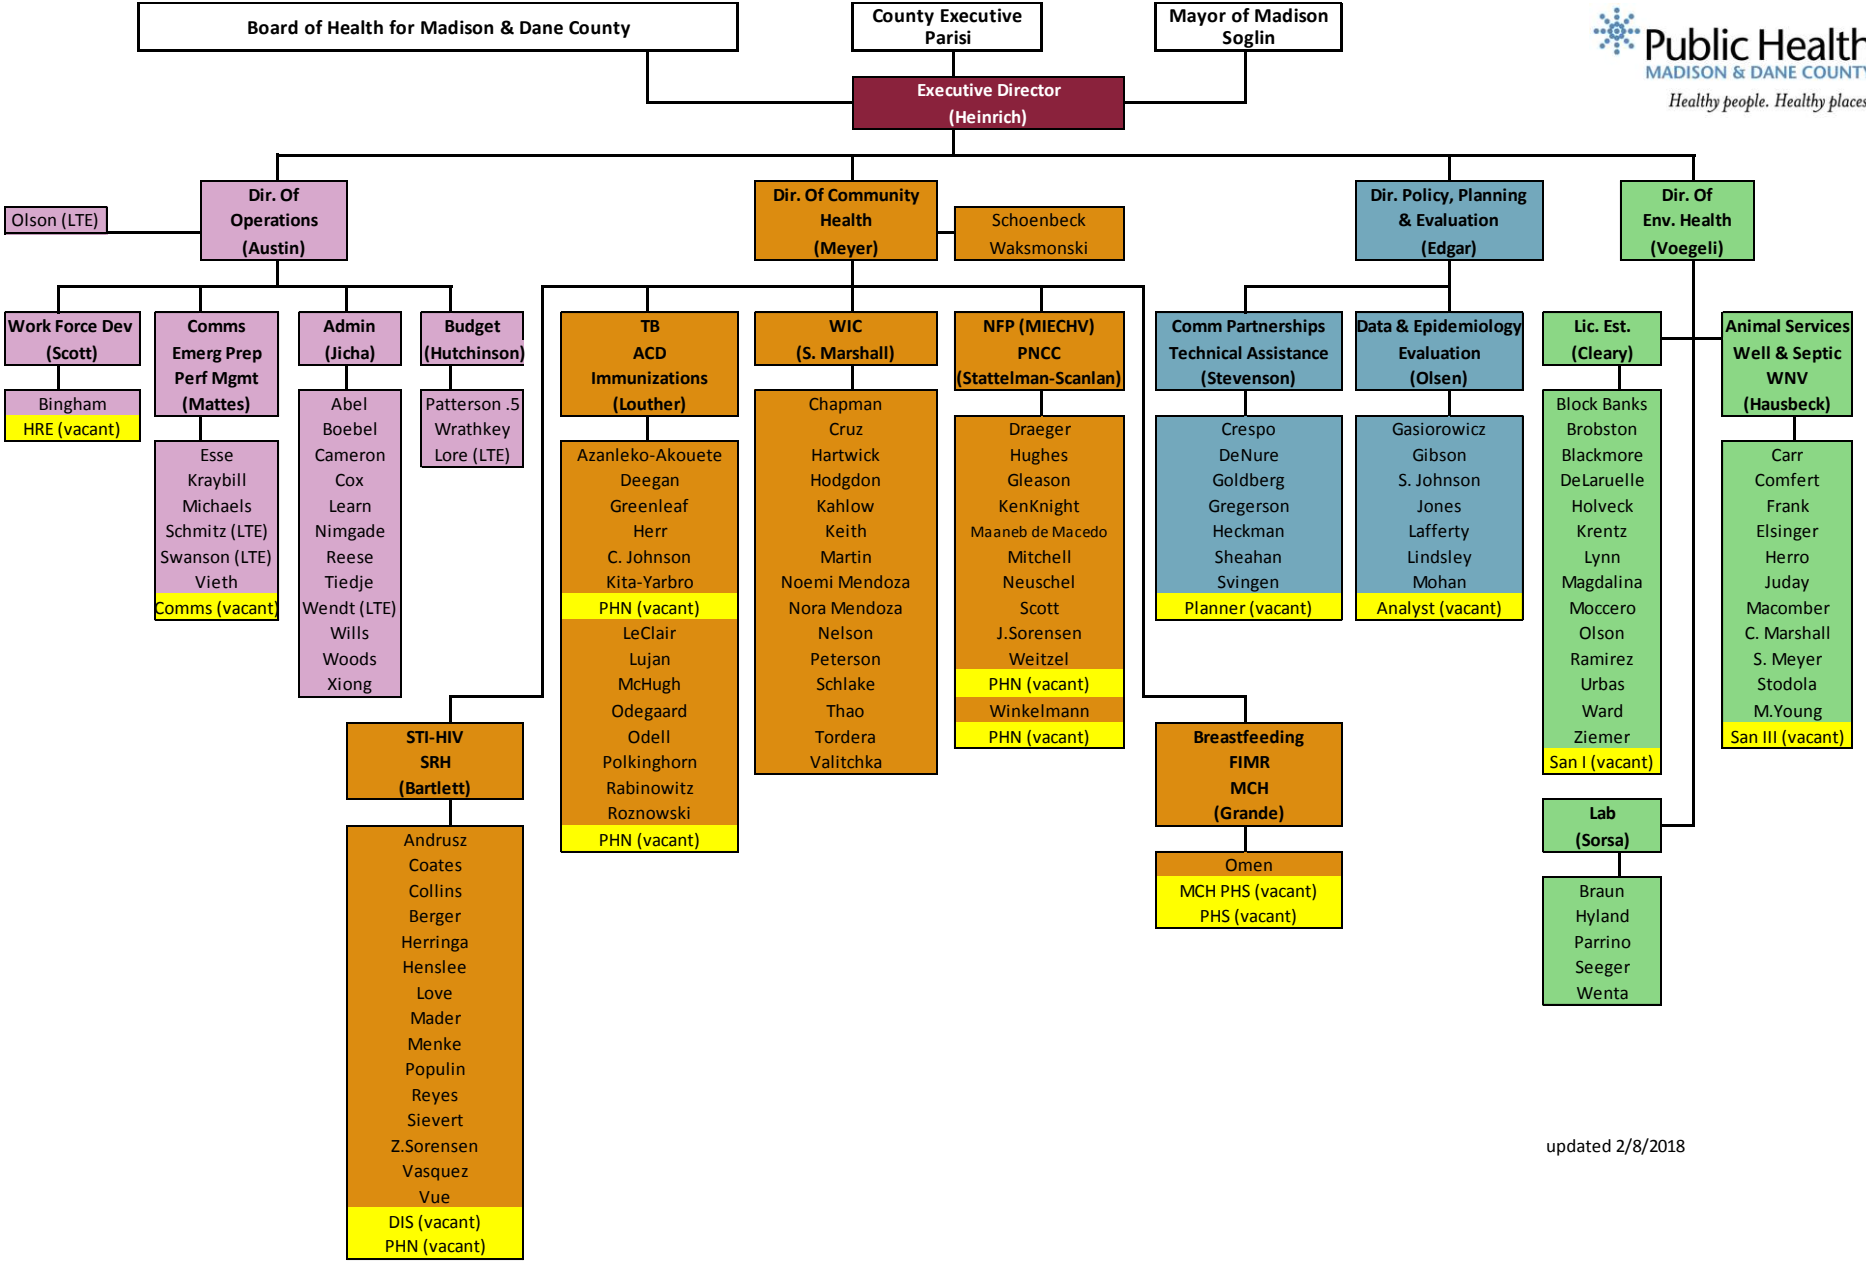 Board of Health for Madison & Dane County
County Executive
Parisi
Mayor of Madison
Soglin
Public Health
MADISON & DANE COUNTY
Healthy people. Healthy places
Executive Director
(Heinrich)
Olson (LTE)
Dir. Of
Operations
(Austin)
Dir. Of Community
Health
(Meyer)
Schoenbeck
Waksmonski
Dir. Policy, Planning
& Evaluation
(Edgar)
Dir. Of
Env. Health
(Voegeli)
Work Force Dev
(Scott)
Bingham
HRE (vacant)
Comms
Emerg Prep
Perf Mgmt
(Mattes)
Esse
Kraybill
Michaels
Schmitz (LTE)
Swanson (LTE)
Vieth
Comms (vacant)
Admin
(Jicha)
Abel
Boebel
Cameron
Cox
Learn
Nimgade
Reese
Tiedje
Wendt (LTE)
Wills
Woods
Xiong
Budget
(Hutchinson)
Patterson .5
Wrathkey
Lore (LTE)
STI-HIV
SRH
(Bartlett)
Andrusz
Coates
Collins
Berger
Herringa
Henslee
Love
Mader
Menke
Populin
Reyes
Sievert
Z.Sorensen
Vasquez
Vue
DIS (vacant)
PHN (vacant)
TB
ACD
Immunizations
(Louther)
Azanleko-Akouete
Deegan
Greenleaf
Herr
C. Johnson
Kita-Yarbro
PHN (vacant)
LeClair
Lujan
McHugh
Odegaard
Odell
Polkinghorn
Rabinowitz
Roznowski
PHN (vacant)
WIC
(S. Marshall)
Chapman
Cruz
Hartwick
Hodgdon
Kahlow
Keith
Martin
Noemi Mendoza
Nora Mendoza
Nelson
Peterson
Schlake
Thao
Tordera
Valitchka
NFP (MIECHV)
PNCC
(Stattelman-Scanlan)
Draeger
Hughes
Gleason
KenKnight
Maaneb de Macedo
Mitchell
Neuschel
Scott
J.Sorensen
Weitzel
PHN (vacant)
Winkelmann
PHN (vacant)
Breastfeeding
FIMR
MCH
(Grande)
Omen
MCH PHS (vacant)
PHS (vacant)
Comm Partnerships
Technical Assistance
(Stevenson)
Crespo
DeNure
Goldberg
Gregerson
Heckman
Sheahan
Svingen
Planner (vacant)
Data & Epidemiology
Evaluation
(Olsen)
Gasiorowicz
Gibson
S. Johnson
Jones
Lafferty
Lindsley
Mohan
Analyst (vacant)
Lic. Est.
(Cleary)
Block Banks
Brobston
Blackmore
DeLaruelle
Holveck
Krentz
Lynn
Magdalina
Moccero
Olson
Ramirez
Urbas
Ward
Ziemer
San I (vacant)
Lab
(Sorsa)
Braun
Hyland
Parrino
Seeger
Wenta
Animal Services
Well & Septic
WNV
(Hausbeck)
Carr
Comfert
Frank
Elsinger
Herro
Juday
Macomber
C. Marshall
S. Meyer
Stodola
M.Young
San III (vacant)
updated 2/8/2018